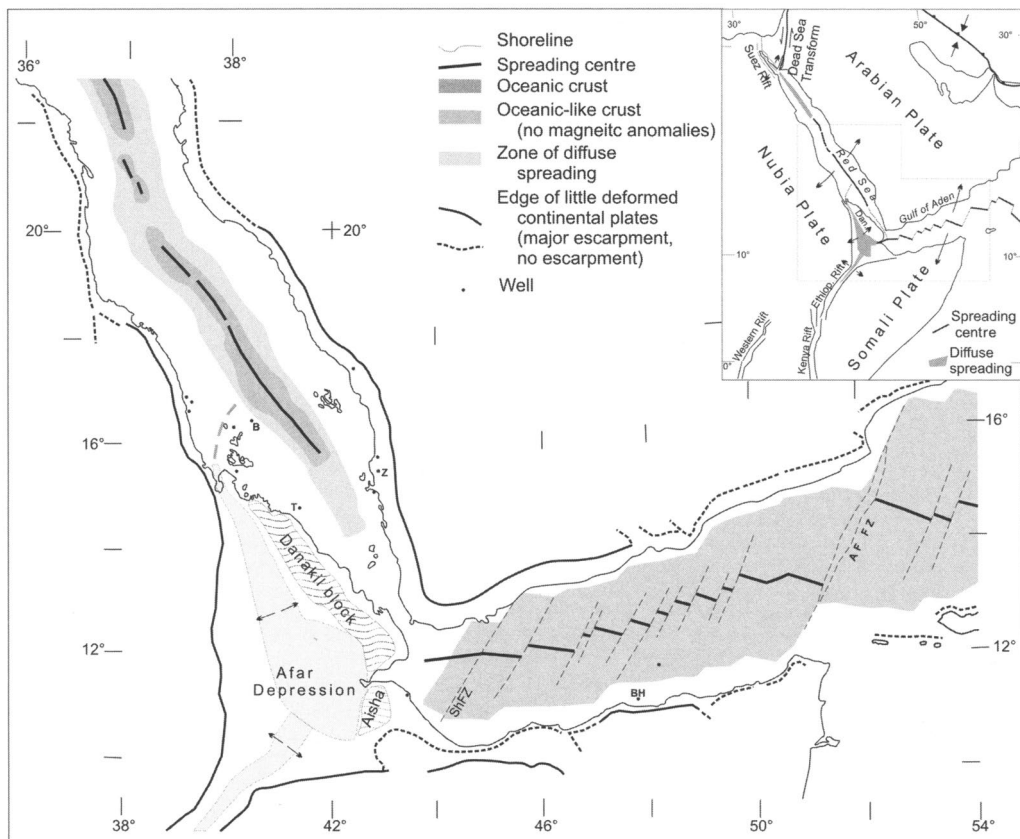 36°
38°
Shoreline
Spreading centre
Oceanic crust
Oceanic-like crust
(no magneitc anomalies)
Zone of diffuse
spreading
Edge of little deformed
continental plates
(major escarpment,
no escarpment)
Well
30°
50°
30°
Suez Rift
Dead Sea
Transform
Arabian Plate
Nubia Plate
Red Sea
Dan.
Gulf of Aden
10°
10°
Ethiop. Rift
Somali Plate
Western Rift
Kenya Rift
0°
Spreading
centre
Diffuse
spreading
20°
20°
16°
16°
B
Z
T
Danakil block
AF FZ
12°
12°
Afar
Depression
Aisha
ShFZ
BH
38°
42°
46°
50°
54°